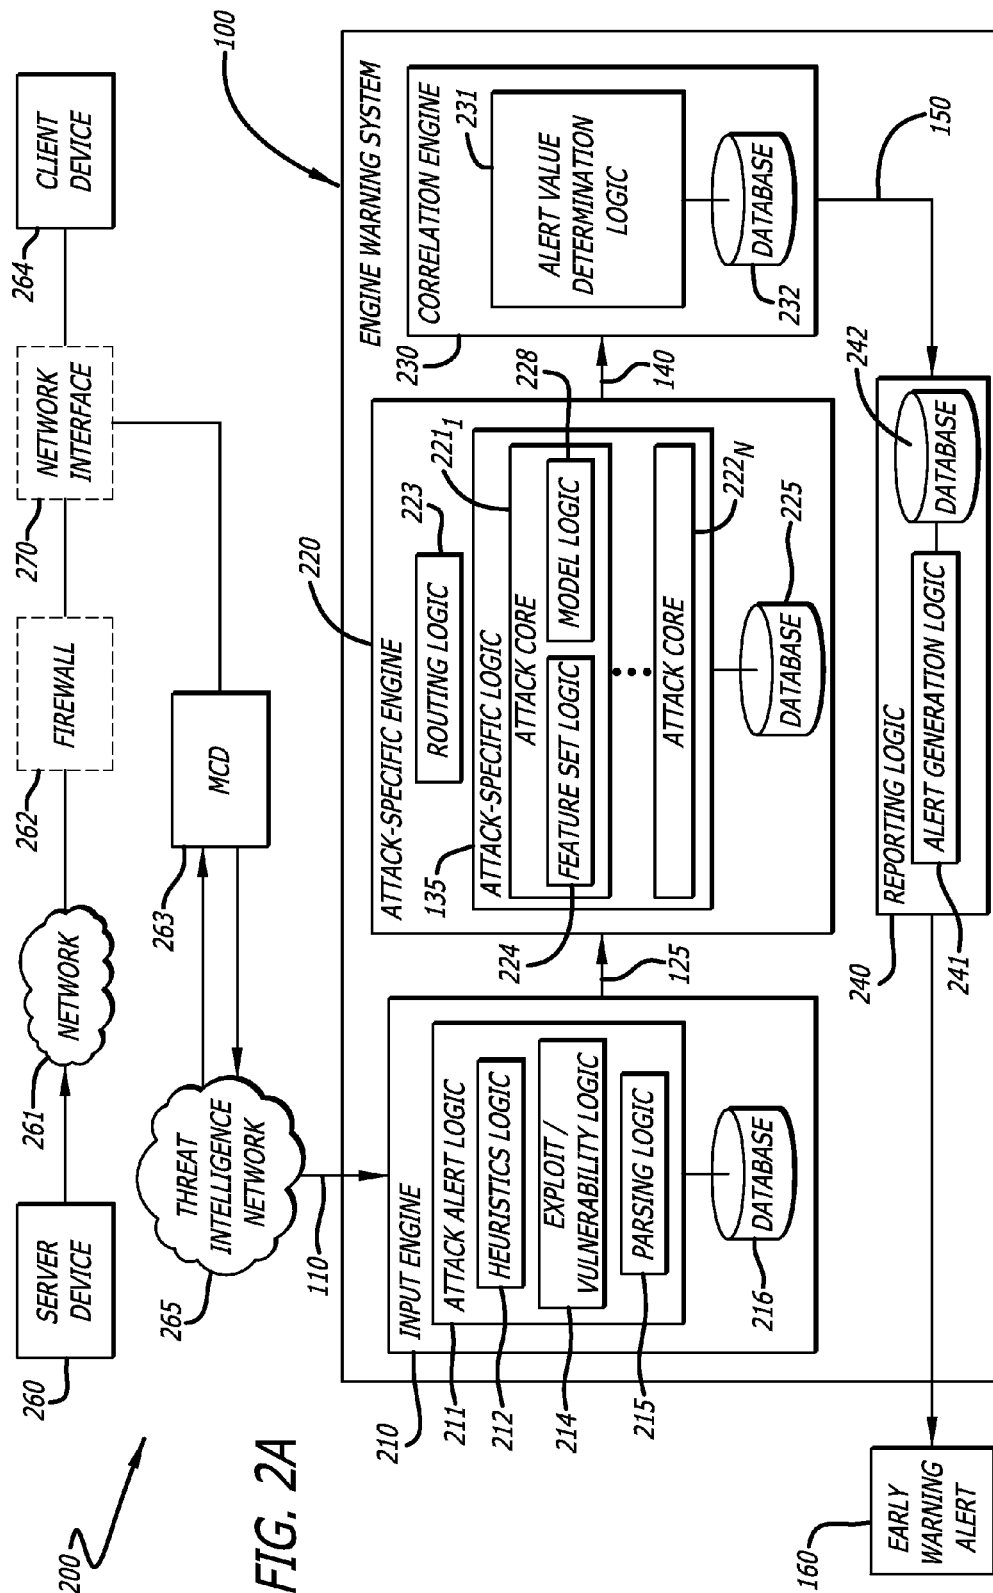 200
FIG. 2A
260
SERVER
DEVICE
261
NETWORK
262
FIREWALL
270
NETWORK
INTERFACE
264
CLIENT
DEVICE
265
THREAT
INTELLIGENCE
NETWORK
263
MCD
110
100
ENGINE WARNING SYSTEM
210
INPUT ENGINE
211
ATTACK ALERT LOGIC
212
HEURISTICS LOGIC
214
EXPLOIT /
VULNERABILITY LOGIC
215
PARSING LOGIC
216
DATABASE
125
220
ATTACK-SPECIFIC ENGINE
223
ROUTING LOGIC
135
ATTACK-SPECIFIC LOGIC
221₁
ATTACK CORE
224
FEATURE SET LOGIC
228
MODEL LOGIC
222N
ATTACK CORE
225
DATABASE
140
230
CORRELATION ENGINE
231
ALERT VALUE
DETERMINATION
LOGIC
232
DATABASE
150
240
REPORTING LOGIC
241
ALERT GENERATION LOGIC
242
DATABASE
160
EARLY
WARNING
ALERT